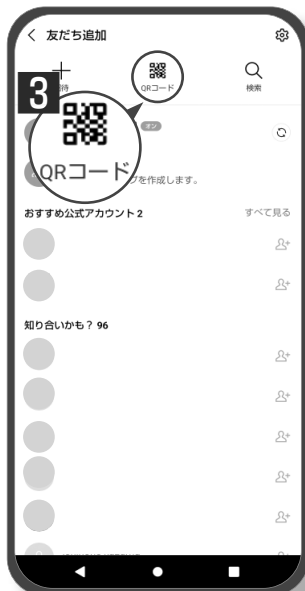 友だち追加
3
待
QRコード
検索
QRコード
オン
プを作成します。
おすすめ公式アカウント 2
すべて見る
知り合いかも? 96